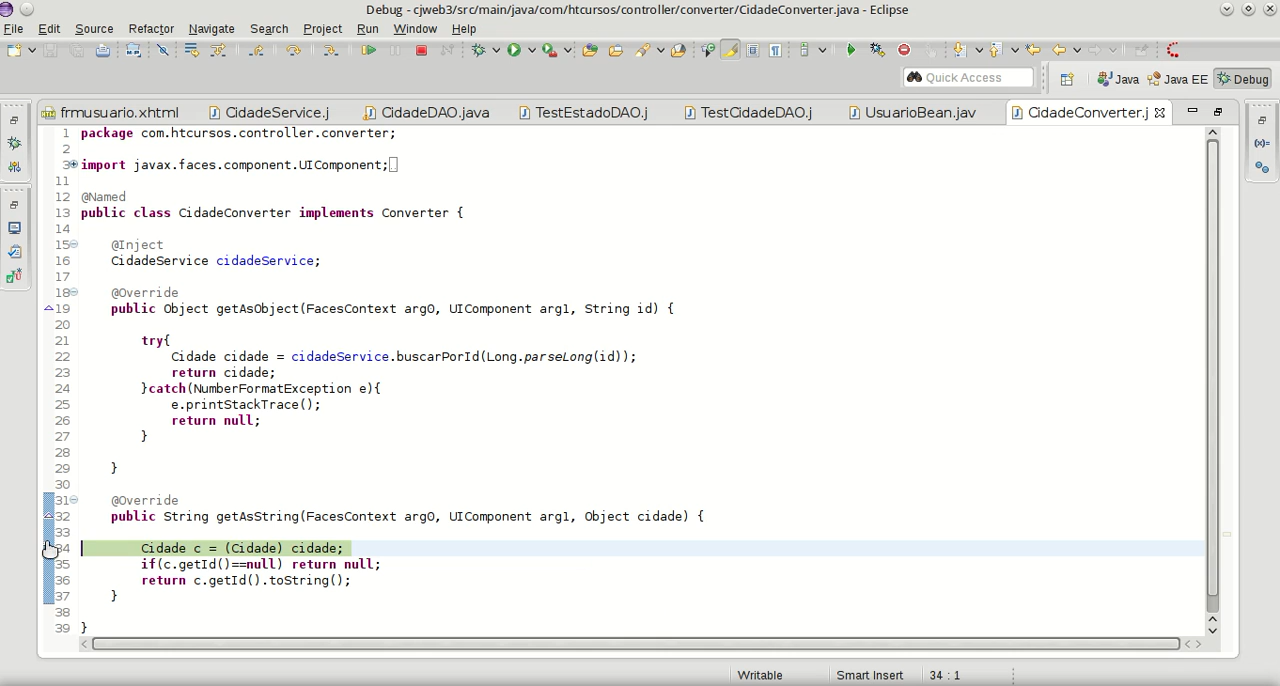 Debug - cjweb3/src/main/java/com/htcursos/controller/converter/CidadeConverter.java - Eclipse
File Edit Source Refactor Navigate Search Project Run Window Help
Quick Access Java Java EE Debug
frmusuario.xhtml CidadeService.j CidadeDAO.java TestEstadoDAO.j TestCidadeDAO.j UsuarioBean.jav CidadeConverter.j
1 package com.htcursos.controller.converter;
2
3 import javax.faces.component.UIComponent;
11
12 @Named
13 public class CidadeConverter implements Converter {
14
15 @Inject
16 CidadeService cidadeService;
17
18 @Override
19 public Object getAsObject(FacesContext arg0, UIComponent arg1, String id) {
20
21 try{
22 Cidade cidade = cidadeService.buscarPorId(Long.parseLong(id));
23 return cidade;
24 }catch(NumberFormatException e){
25 e.printStackTrace();
26 return null;
27 }
28
29 }
30
31 @Override
32 public String getAsString(FacesContext arg0, UIComponent arg1, Object cidade) {
33
34 Cidade c = (Cidade) cidade;
35 if(c.getId()==null) return null;
36 return c.getId().toString();
37 }
38
39 }
Writable Smart Insert 34 : 1